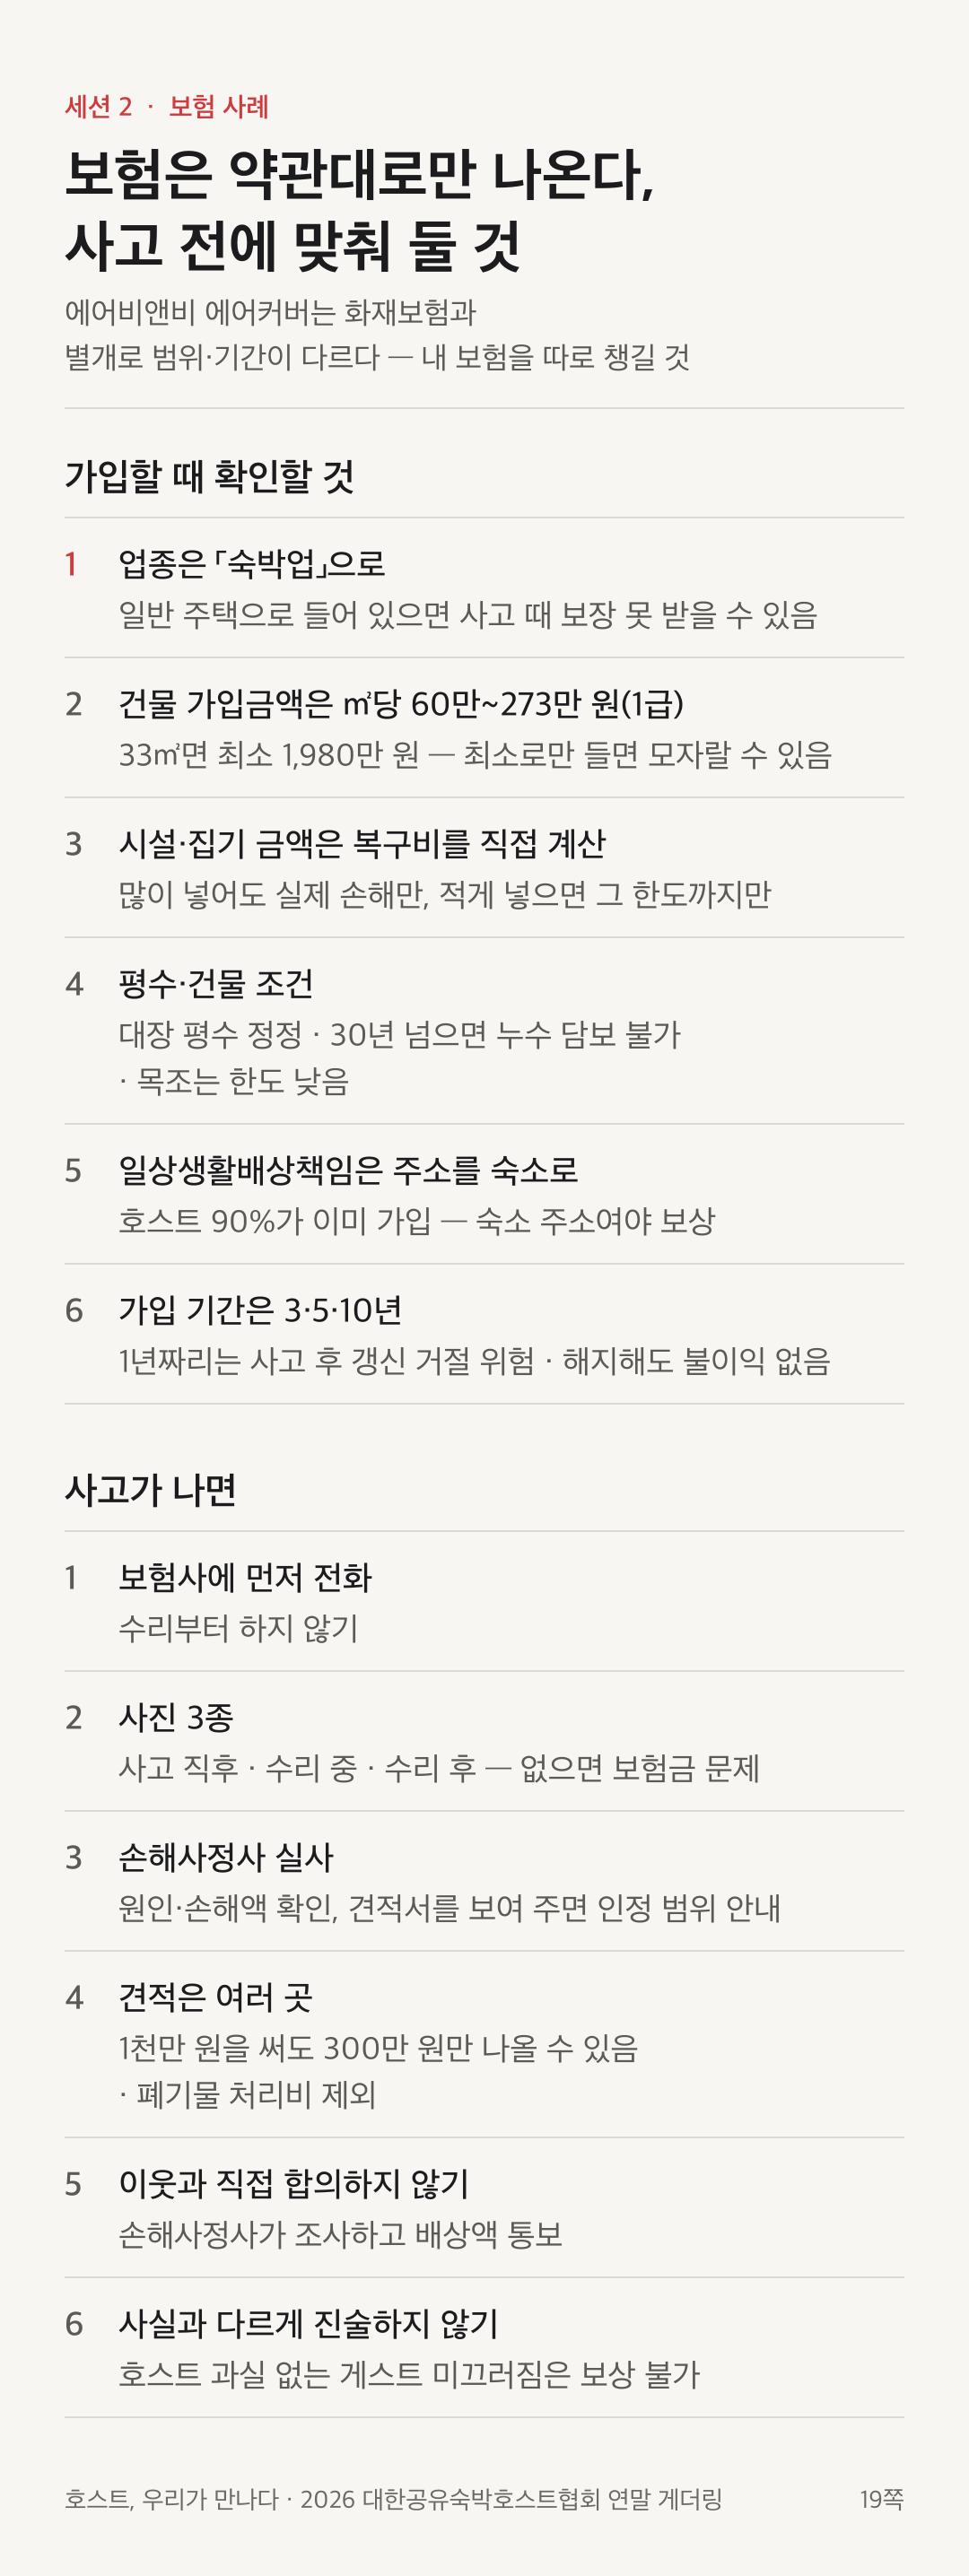 세션 2 · 보험 사례
보험은 약관대로만 나온다,
사고 전에 맞춰 둘 것
에어비앤비 에어커버는 화재보험과
별개로 범위·기간이 다르다 — 내 보험을 따로 챙길 것
가입할 때 확인할 것
1 업종은 「숙박업」으로
일반 주택으로 들어 있으면 사고 때 보장 못 받을 수 있음
2 건물 가입금액은 ㎡당 60만~273만 원(1급)
33㎡면 최소 1,980만 원 — 최소로만 들면 모자랄 수 있음
3 시설·집기 금액은 복구비를 직접 계산
많이 넣어도 실제 손해만, 적게 넣으면 그 한도까지만
4 평수·건물 조건
대장 평수 정정 · 30년 넘으면 누수 담보 불가
· 목조는 한도 낮음
5 일상생활배상책임은 주소를 숙소로
호스트 90%가 이미 가입 — 숙소 주소여야 보상
6 가입 기간은 3·5·10년
1년짜리는 사고 후 갱신 거절 위험 · 해지해도 불이익 없음
사고가 나면
1 보험사에 먼저 전화
수리부터 하지 않기
2 사진 3종
사고 직후 · 수리 중 · 수리 후 — 없으면 보험금 문제
3 손해사정사 실사
원인·손해액 확인, 견적서를 보여 주면 인정 범위 안내
4 견적은 여러 곳
1천만 원을 써도 300만 원만 나올 수 있음
· 폐기물 처리비 제외
5 이웃과 직접 합의하지 않기
손해사정사가 조사하고 배상액 통보
6 사실과 다르게 진술하지 않기
호스트 과실 없는 게스트 미끄러짐은 보상 불가
호스트, 우리가 만나다 · 2026 대한공유숙박호스트협회 연말 게더링 19쪽